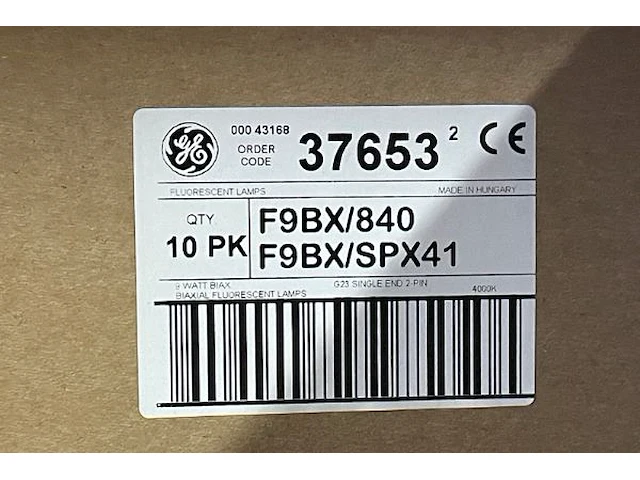 GE
000 43168
ORDER CODE 37653 2 CE
FLUORESCENT LAMPS MADE IN HUNGARY
QTY
10 PK
F9BX/840
F9BX/SPX41
9 WATT BIAX G23 SINGLE END 2-PIN 4000K
BIAXIAL FLUORESCENT LAMPS